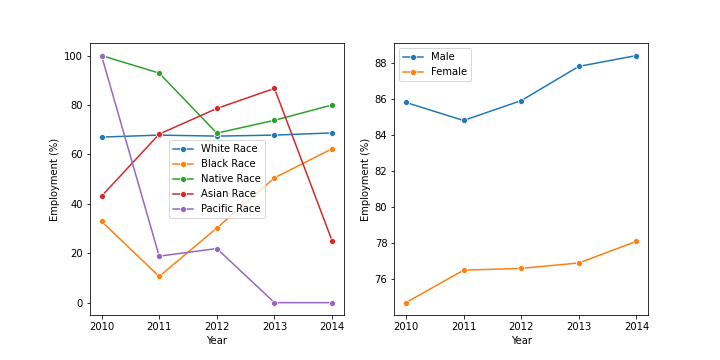 100
80
60
40
20
0
Employment (%)
2010 2011 2012 2013 2014
Year
White Race
Black Race
Native Race
Asian Race
Pacific Race
88
86
84
82
80
78
76
Employment (%)
2010 2011 2012 2013 2014
Year
Male
Female